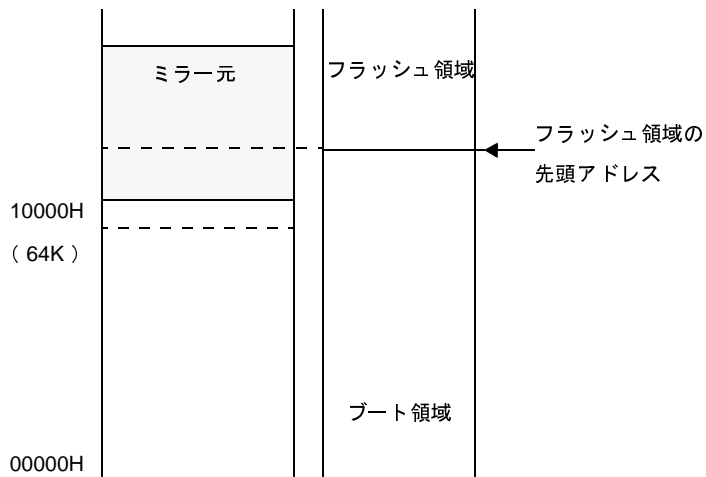 ミラー元
フラッシュ領域
フラッシュ領域の
先頭アドレス
10000H
( 64K )
ブート領域
00000H